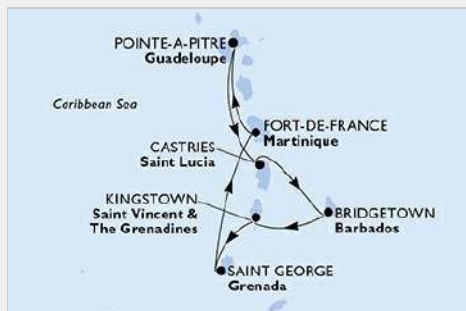 POINTE-A-PITRE
Guadeloupe
Caribbean Sea
FORT-DE-FRANCE
Martinique
CASTRIES
Saint Lucia
KINGSTOWN
Saint Vincent &
The Grenadines
BRIDGETOWN
Barbados
SAINT GEORGE
Grenada